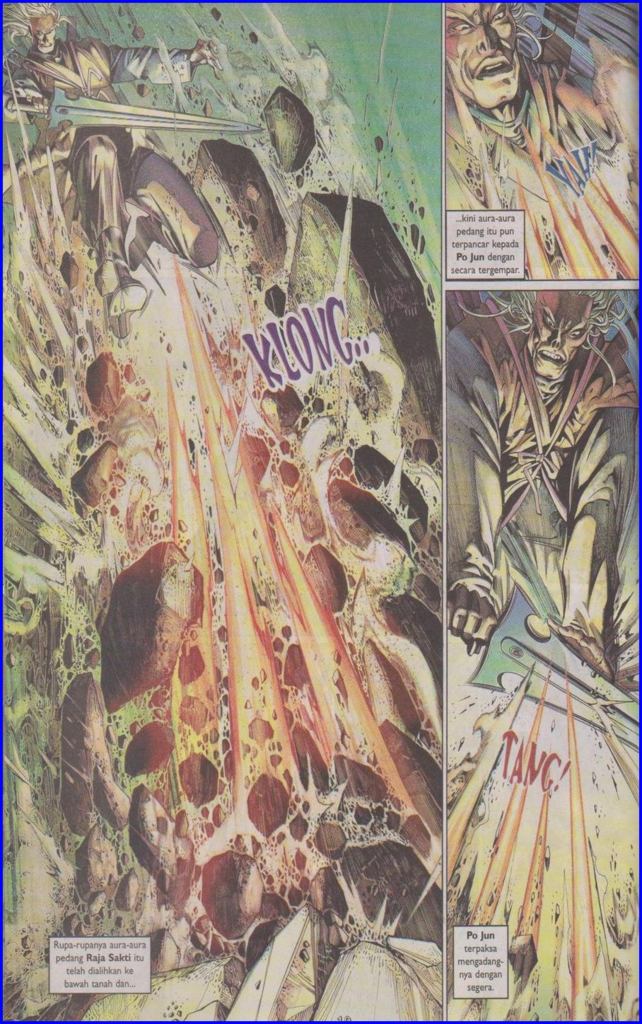 KLONG...
Rupa-rupanya aura-aura
pedang Raja Sakti itu
telah dialihkan ke
bawah tanah dan...
...kini aura-aura
pedang itu pun
terpancar kepada
Po Jun dengan
secara tergempar.
TANG!
Po Jun
terpaksa
mengadang-
nya dengan
segera.